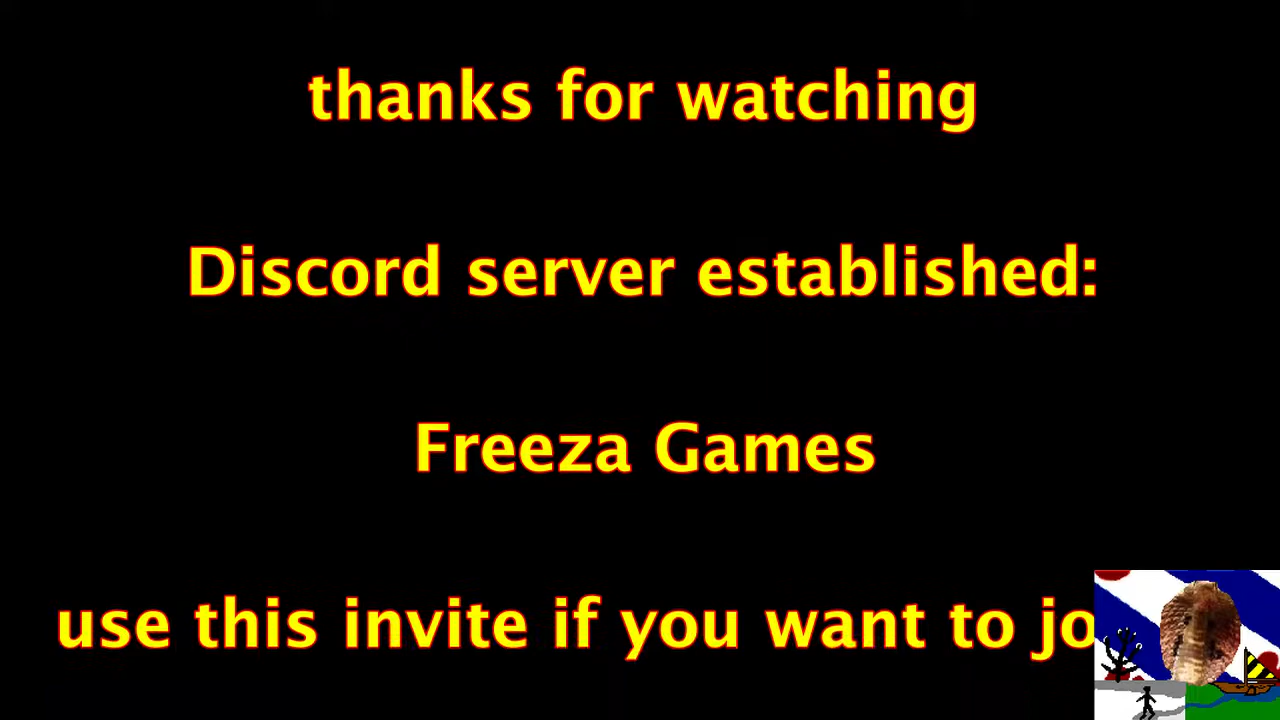 thanks for watching
Discord server established:
Freeza Games
use this invite if you want to jo